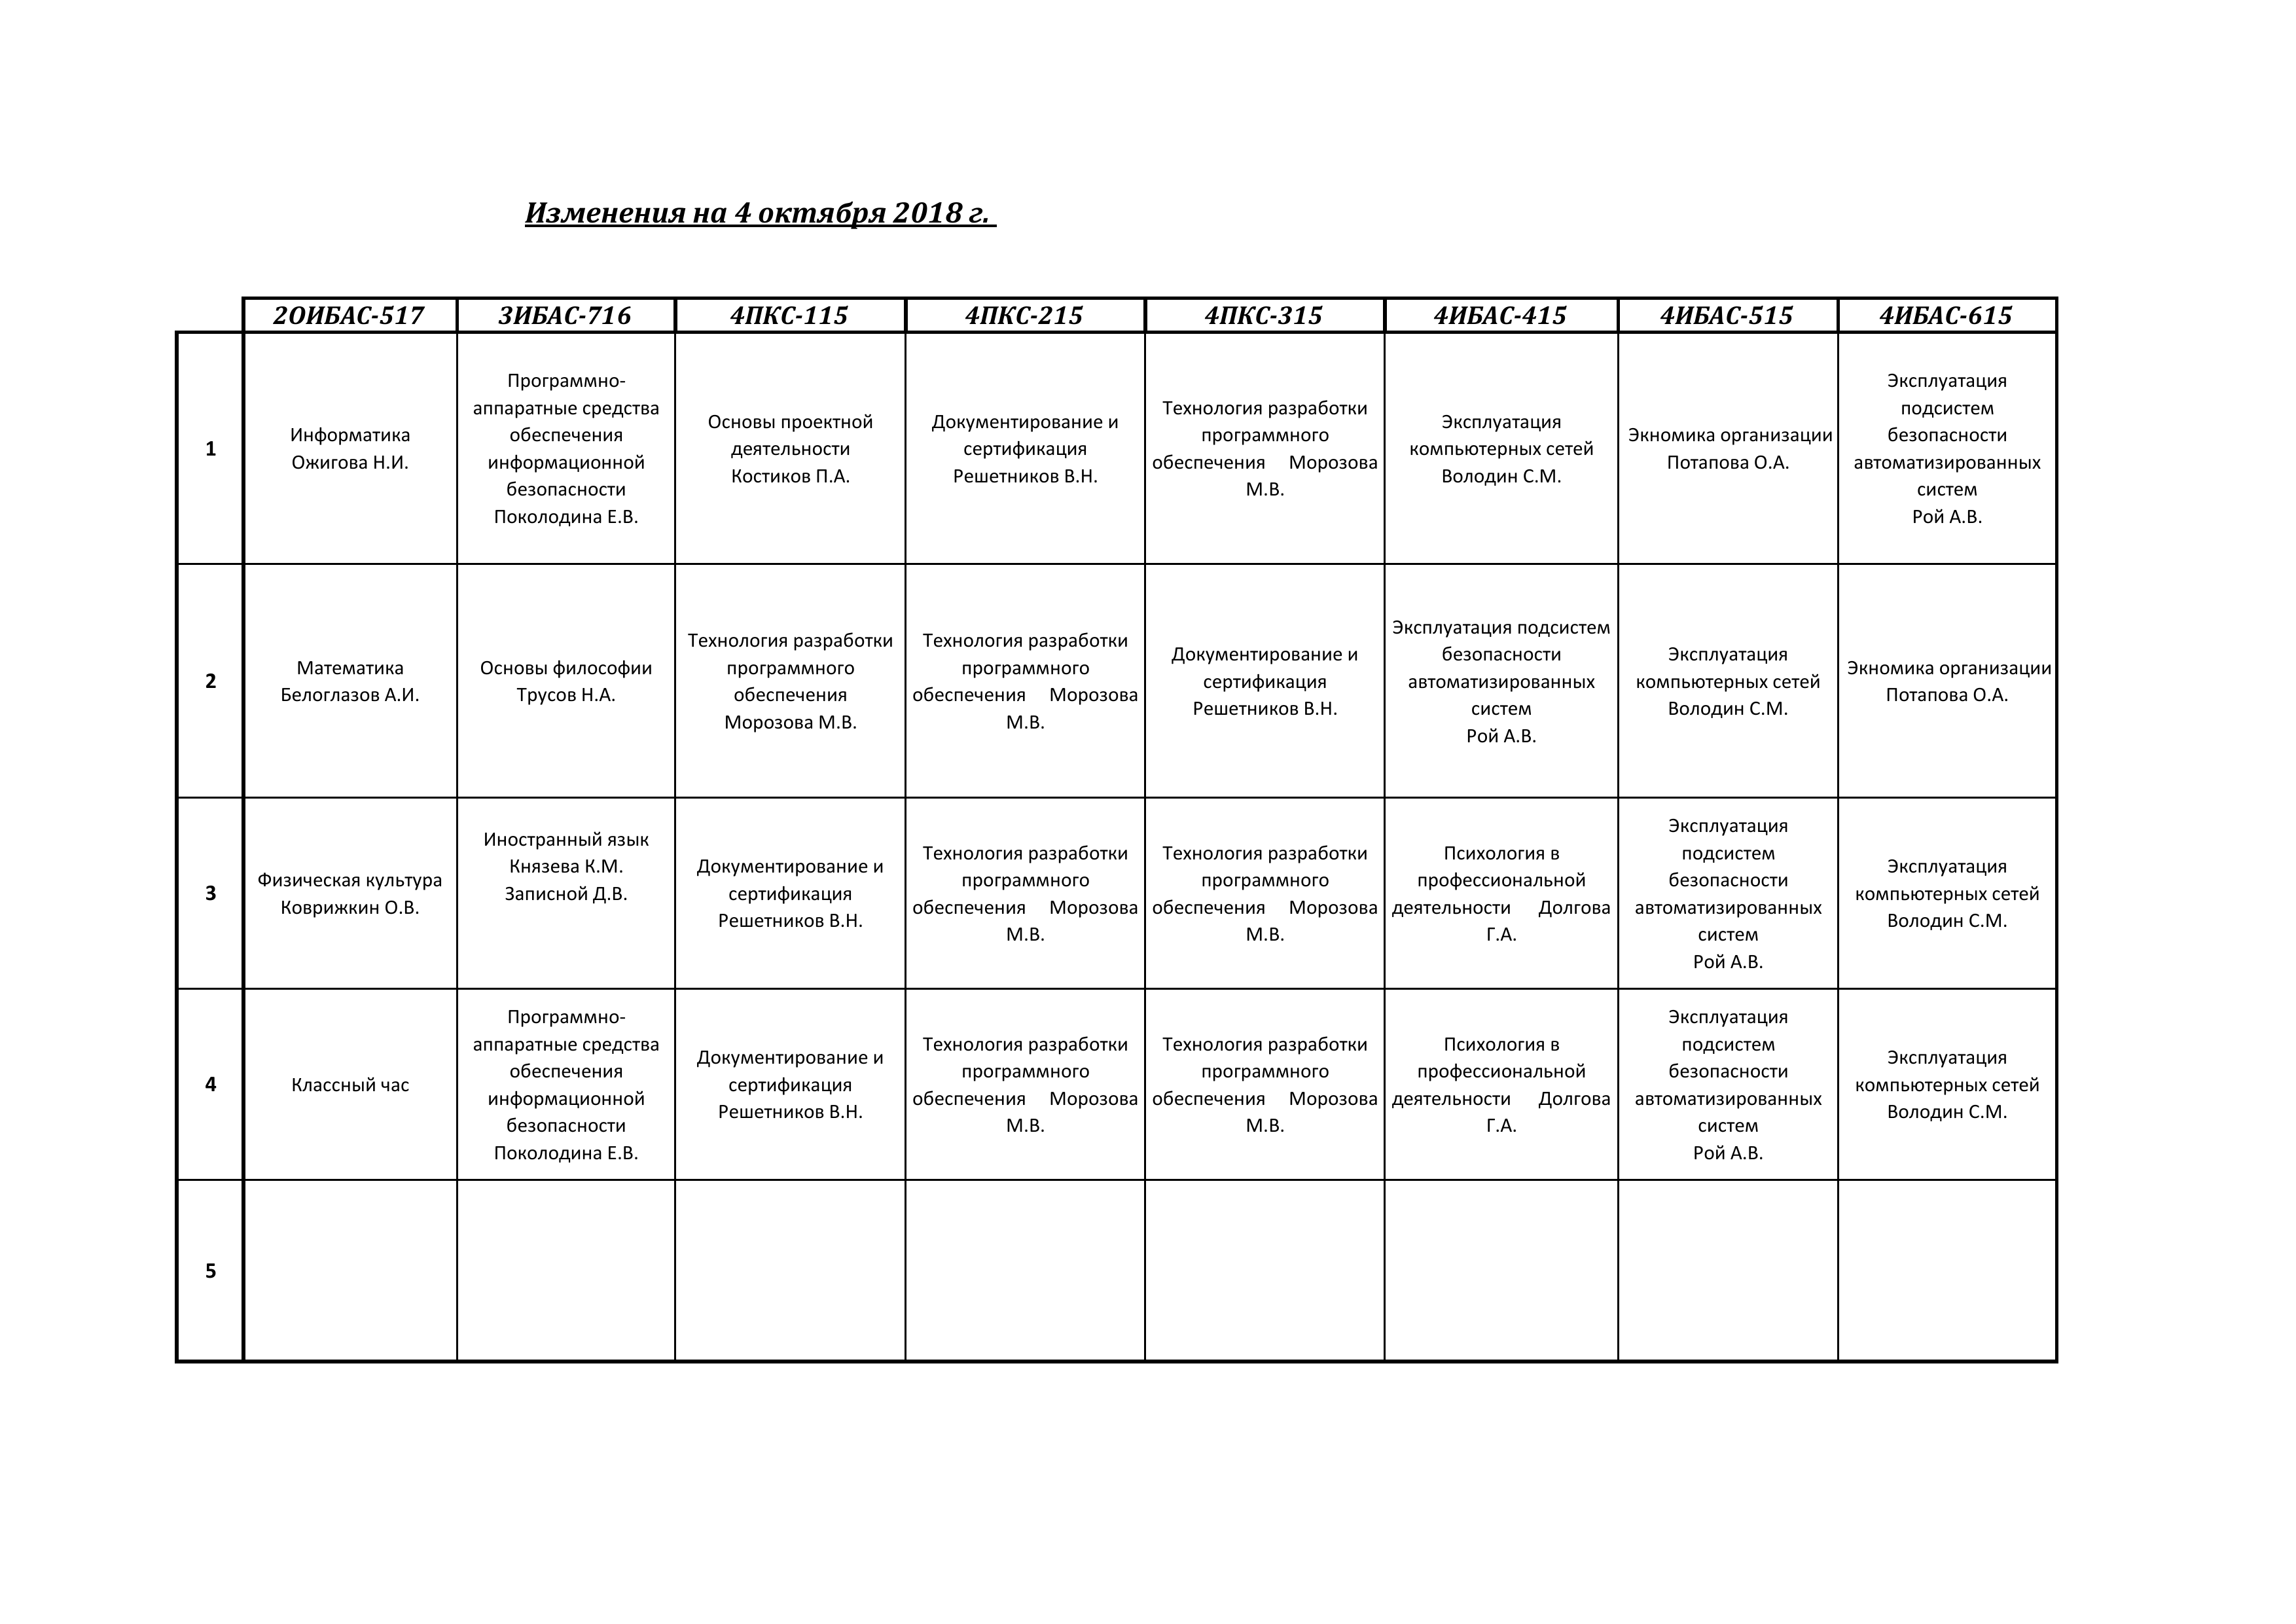 Изменения на 4 октября 2018 г.
2ОИБАС-517 3ИБАС-716 4ПКС-115 4ПКС-215 4ПКС-315 4ИБАС-415 4ИБАС-515 4ИБАС-615
1
Информатика
Ожигова Н.И.
Программно-
аппаратные средства
обеспечения
информационной
безопасности
Поколодина Е.В.
Основы проектной
деятельности
Костиков П.А.
Документирование и
сертификация
Решетников В.Н.
Технология разработки
программного
обеспечения Морозова
М.В.
Эксплуатация
компьютерных сетей
Володин С.М.
Экномика организации
Потапова О.А.
Эксплуатация
подсистем
безопасности
автоматизированных
систем
Рой А.В.
2
Математика
Белоглазов А.И.
Основы философии
Трусов Н.А.
Технология разработки
программного
обеспечения
Морозова М.В.
Технология разработки
программного
обеспечения Морозова
М.В.
Документирование и
сертификация
Решетников В.Н.
Эксплуатация подсистем
безопасности
автоматизированных
систем
Рой А.В.
Эксплуатация
компьютерных сетей
Володин С.М.
Экномика организации
Потапова О.А.
3
Физическая культура
Коврижкин О.В.
Иностранный язык
Князева К.М.
Записной Д.В.
Документирование и
сертификация
Решетников В.Н.
Технология разработки
программного
обеспечения Морозова
М.В.
Технология разработки
программного
обеспечения Морозова
М.В.
Психология в
профессиональной
деятельности Долгова
Г.А.
Эксплуатация
подсистем
безопасности
автоматизированных
систем
Рой А.В.
Эксплуатация
компьютерных сетей
Володин С.М.
4
Классный час
Программно-
аппаратные средства
обеспечения
информационной
безопасности
Поколодина Е.В.
Документирование и
сертификация
Решетников В.Н.
Технология разработки
программного
обеспечения Морозова
М.В.
Технология разработки
программного
обеспечения Морозова
М.В.
Психология в
профессиональной
деятельности Долгова
Г.А.
Эксплуатация
подсистем
безопасности
автоматизированных
систем
Рой А.В.
Эксплуатация
компьютерных сетей
Володин С.М.
5